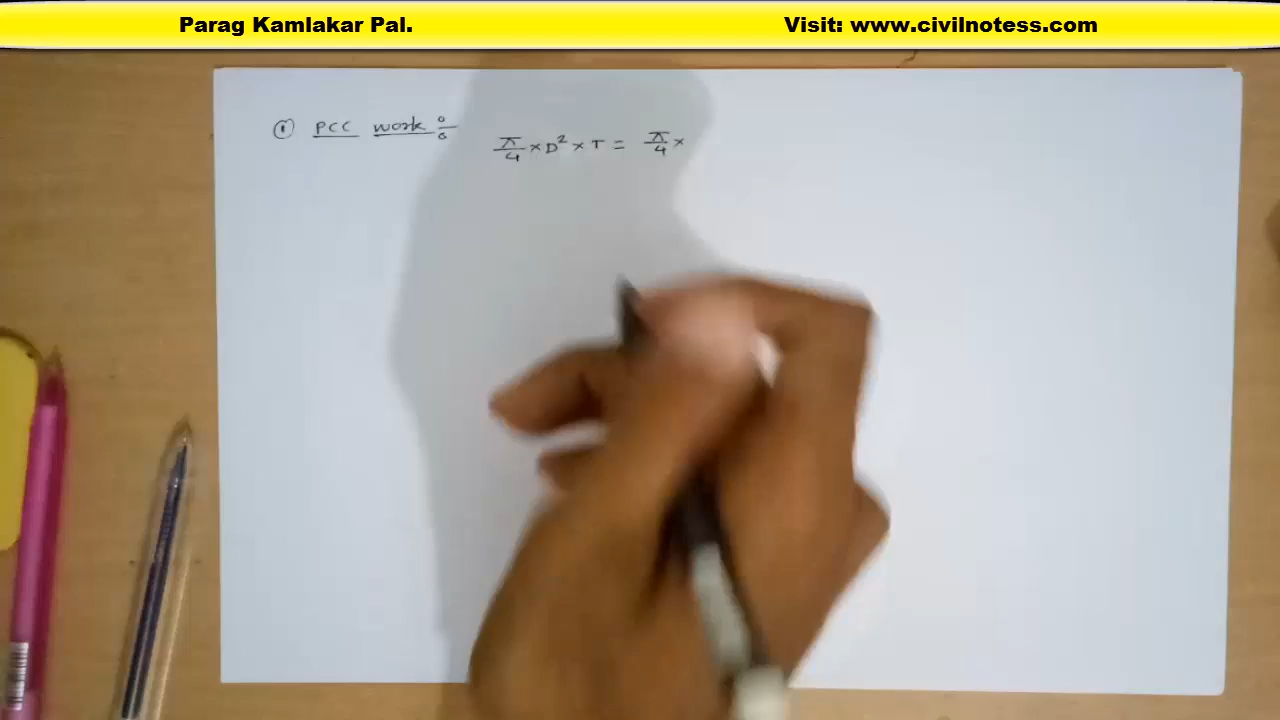 Parag Kamlakar Pal. Visit: www.civilnotess.com
① PCC work :-
π/4 × D² × T = π/4 ×